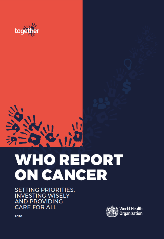 together
WHO REPORT
ON CANCER
SETTING PRIORITIES,
INVESTING WISELY
AND PROVIDING
CARE FOR ALL
World Health
Organization